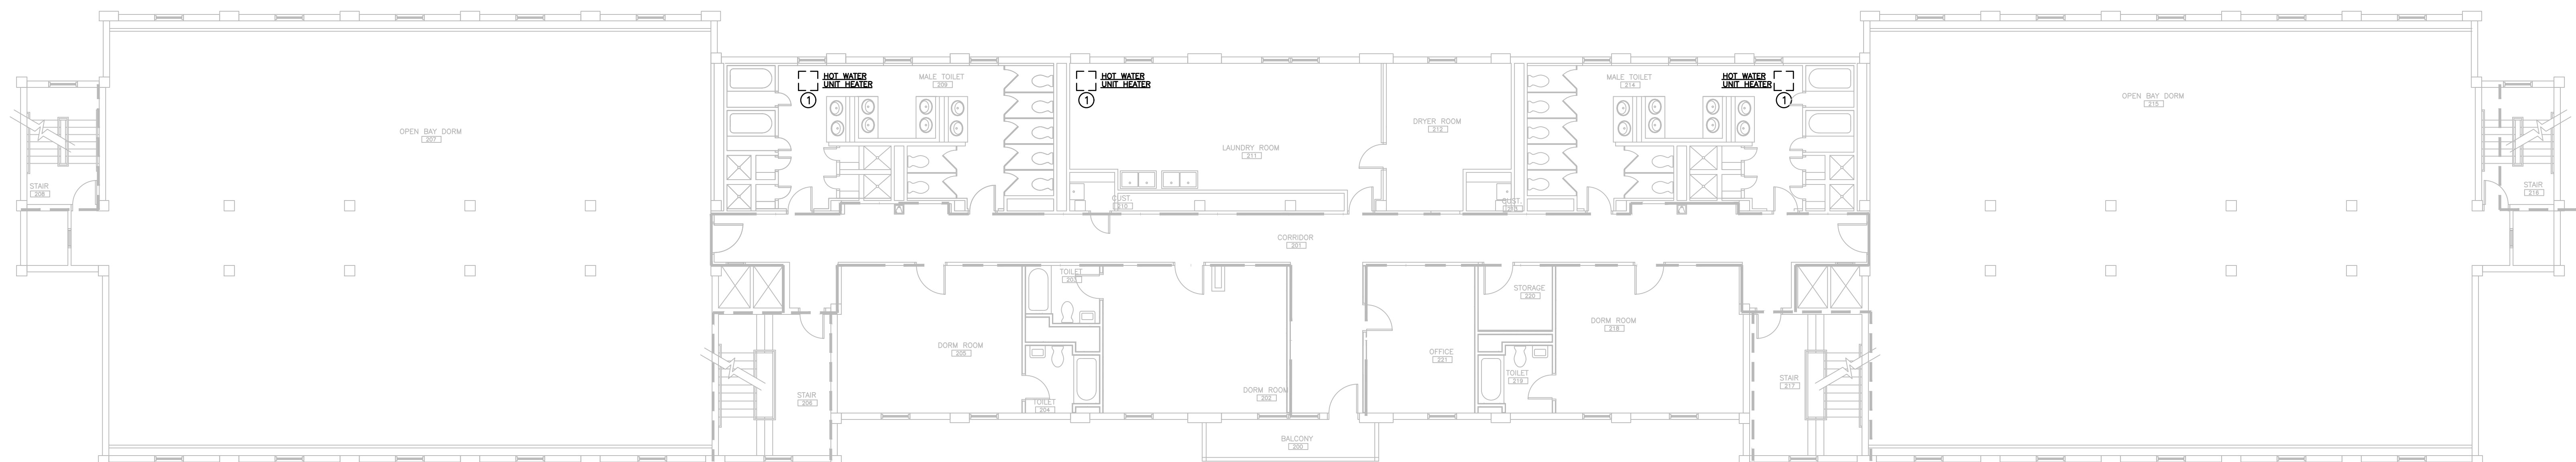 HOT WATER
UNIT HEATER
1
MALE TOILET
209
HOT WATER
UNIT HEATER
1
MALE TOILET
214
HOT WATER
UNIT HEATER
1
OPEN BAY DORM
207
OPEN BAY DORM
215
DRYER ROOM
212
LAUNDRY ROOM
211
STAIR
208
STAIR
216
CUST.
210
CUST.
CORRIDOR
201
TOILET
203
STORAGE
220
DORM ROOM
205
DORM ROOM
218
OFFICE
221
TOILET
219
DORM ROOM
202
STAIR
206
TOILET
204
STAIR
217
BALCONY
200